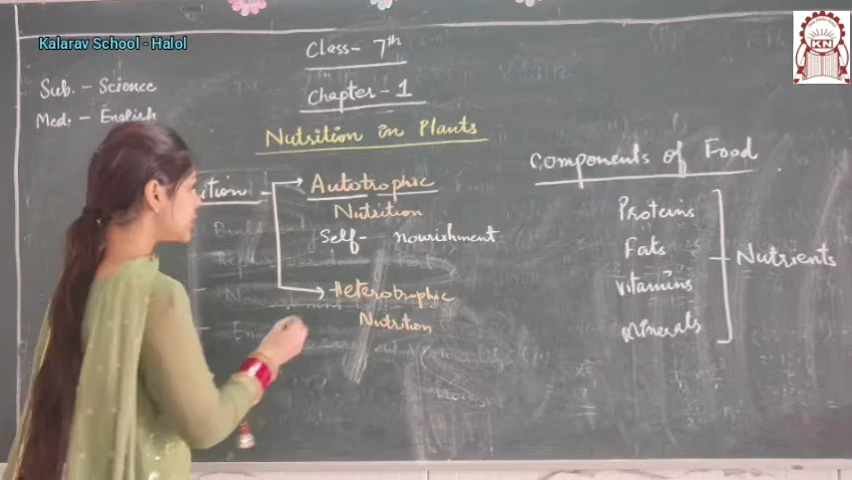 Kalarav School - Halol
KN
Class- 7th
Chapter - 1
Sub. - Science
Med. - English
Nutrition in Plants
Components of Food
ition
Autotrophic
Nutrition
Self- nourishment
Heterotrophic
Nutrition
Proteins
Fats
Vitamins
Minerals
Nutrients